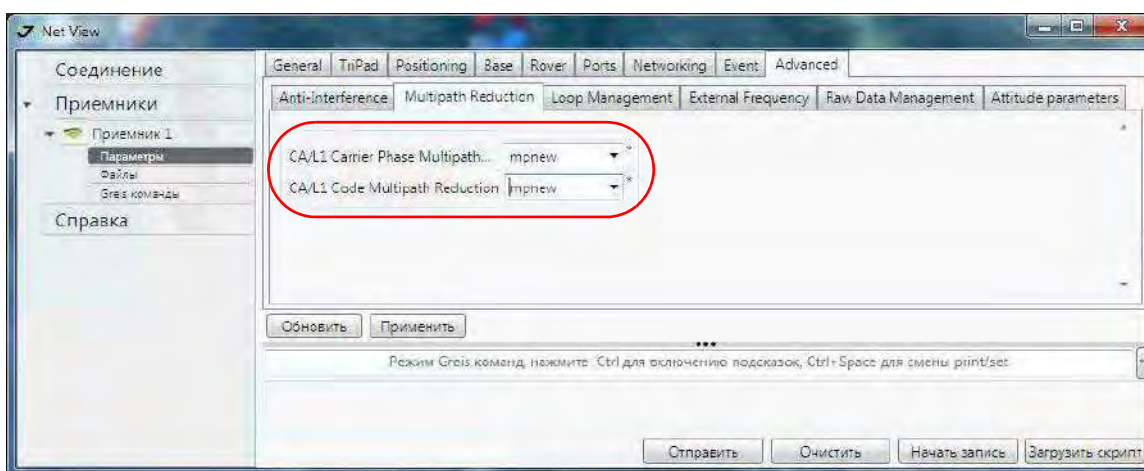 Net View
Соединение
Приемники
Приемник 1
Параметры
Файлы
Greis команды
Справка
General TriPad Positioning Base Rover Ports Networking Event Advanced
Anti-Interference Multipath Reduction Loop Management External Frequency Raw Data Management Attitude parameters
CA/L1 Carrier Phase Multipath... mpnew *
CA/L1 Code Multipath Reduction mpnew *
Обновить Применить
Режим Greis команд, нажмите Ctrl для включению подсказок, Ctrl+Space для смены print/set
Отправить Очистить Начать запись Загрузить скрипт